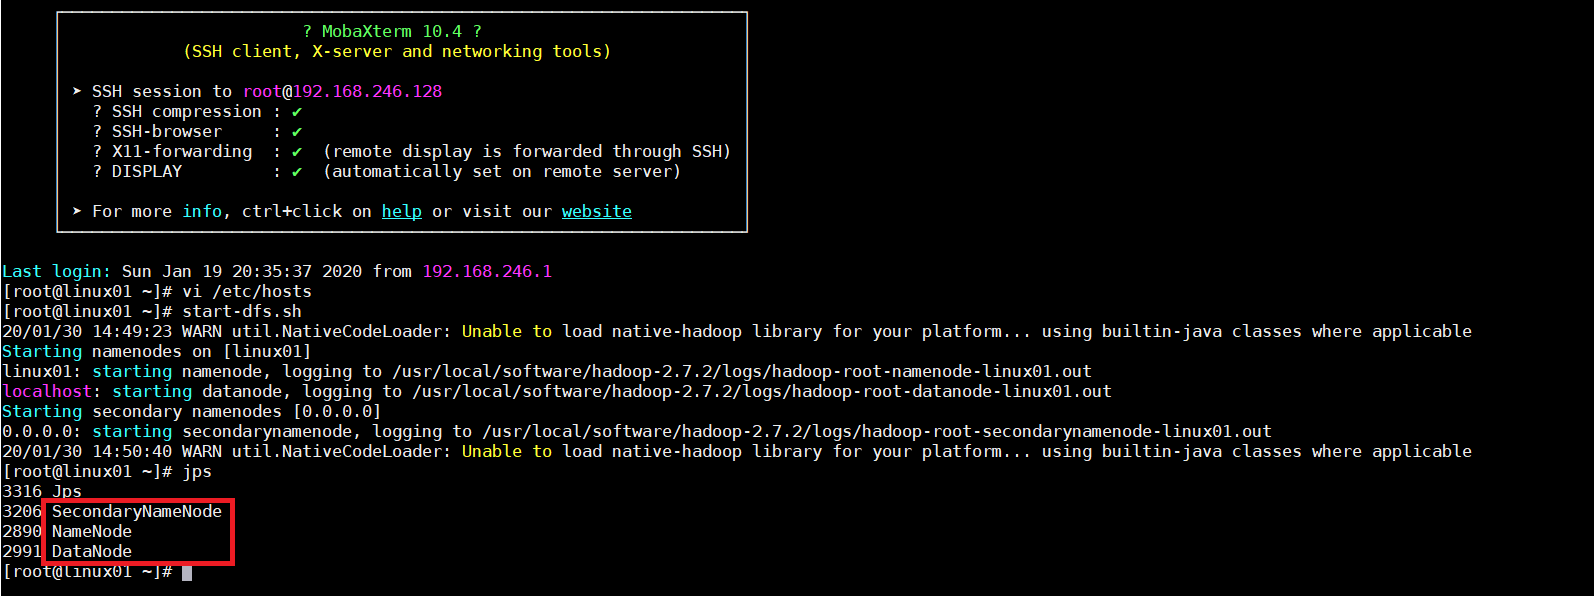 ? MobaXterm 10.4 ?
(SSH client, X-server and networking tools)
➤ SSH session to root@192.168.246.128
? SSH compression : ✔
? SSH-browser     : ✔
? X11-forwarding  : ✔  (remote display is forwarded through SSH)
? DISPLAY         : ✔  (automatically set on remote server)
➤ For more info, ctrl+click on help or visit our website
Last login: Sun Jan 19 20:35:37 2020 from 192.168.246.1
[root@linux01 ~]# vi /etc/hosts
[root@linux01 ~]# start-dfs.sh
20/01/30 14:49:23 WARN util.NativeCodeLoader: Unable to load native-hadoop library for your platform... using builtin-java classes where applicable
Starting namenodes on [linux01]
linux01: starting namenode, logging to /usr/local/software/hadoop-2.7.2/logs/hadoop-root-namenode-linux01.out
localhost: starting datanode, logging to /usr/local/software/hadoop-2.7.2/logs/hadoop-root-datanode-linux01.out
Starting secondary namenodes [0.0.0.0]
0.0.0.0: starting secondarynamenode, logging to /usr/local/software/hadoop-2.7.2/logs/hadoop-root-secondarynamenode-linux01.out
20/01/30 14:50:40 WARN util.NativeCodeLoader: Unable to load native-hadoop library for your platform... using builtin-java classes where applicable
[root@linux01 ~]# jps
3316 Jps
3206 SecondaryNameNode
2890 NameNode
2991 DataNode
[root@linux01 ~]#